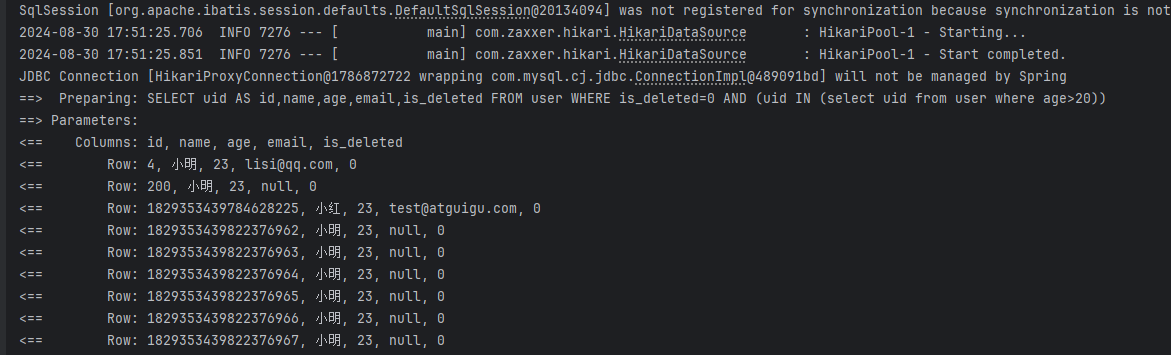 SqlSession [org.apache.ibatis.session.defaults.DefaultSqlSession@20134094] was not registered for synchronization because synchronization is not
2024-08-30 17:51:25.706  INFO 7276 --- [           main] com.zaxxer.hikari.HikariDataSource       : HikariPool-1 - Starting...
2024-08-30 17:51:25.851  INFO 7276 --- [           main] com.zaxxer.hikari.HikariDataSource       : HikariPool-1 - Start completed.
JDBC Connection [HikariProxyConnection@1786872722 wrapping com.mysql.cj.jdbc.ConnectionImpl@489091bd] will not be managed by Spring
==>  Preparing: SELECT uid AS id,name,age,email,is_deleted FROM user WHERE is_deleted=0 AND (uid IN (select uid from user where age>20))
==> Parameters:
<==    Columns: id, name, age, email, is_deleted
<==        Row: 4, 小明, 23, lisi@qq.com, 0
<==        Row: 200, 小明, 23, null, 0
<==        Row: 1829353439784628225, 小红, 23, test@atguigu.com, 0
<==        Row: 1829353439822376962, 小明, 23, null, 0
<==        Row: 1829353439822376963, 小明, 23, null, 0
<==        Row: 1829353439822376964, 小明, 23, null, 0
<==        Row: 1829353439822376965, 小明, 23, null, 0
<==        Row: 1829353439822376966, 小明, 23, null, 0
<==        Row: 1829353439822376967, 小明, 23, null, 0